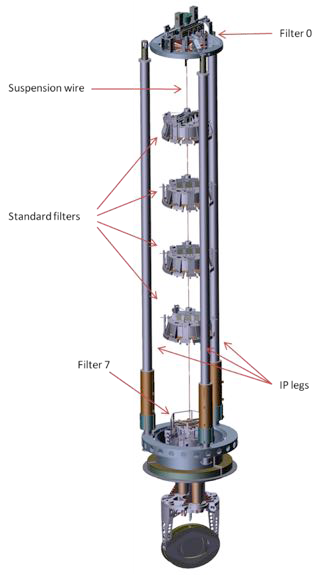 Filter 0
Suspension wire
Standard filters
IP legs
Filter 7